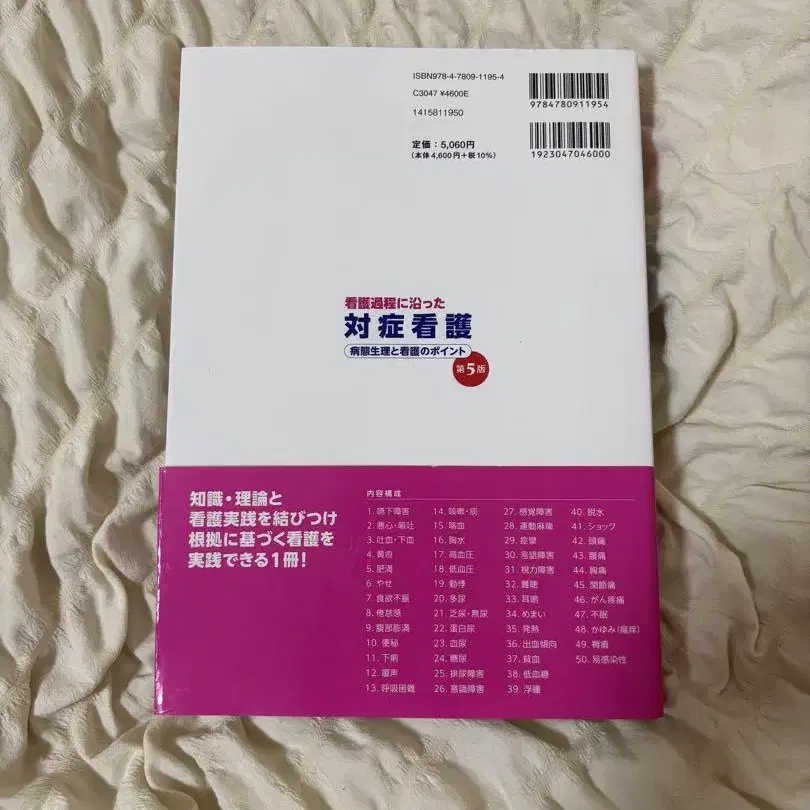 ISBN978-4-7809-1195-4
C3047 ¥4600E
1415811950
9784780911954
定価：5,060円
（本体4,600円＋税10%）
1923047046000
看護過程に沿った
対症看護
病態生理と看護のポイント
第5版
知識・理論と
看護実践を結びつけ
根拠に基づく看護を
実践できる1冊！
内容構成
1. 嚥下障害
2. 悪心・嘔吐
3. 吐血・下血
4. 黄疸
5. 肥満
6. やせ
7. 食欲不振
8. 倦怠感
9. 腹部膨満
10. 便秘
11. 下痢
12. 嗄声
13. 呼吸困難
14. 咳嗽・痰
15. 喀血
16. 胸水
17. 高血圧
18. 低血圧
19. 動悸
20. 多尿
21. 乏尿・無尿
22. 蛋白尿
23. 血尿
24. 糖尿
25. 排尿障害
26. 意識障害
27. 感覚障害
28. 運動麻痺
29. 痙攣
30. 言語障害
31. 視力障害
32. 難聴
33. 耳鳴
34. めまい
35. 発熱
36. 出血傾向
37. 貧血
38. 低血糖
39. 浮腫
40. 脱水
41. ショック
42. 頭痛
43. 腹痛
44. 胸痛
45. 関節痛
46. がん疼痛
47. 不眠
48. かゆみ（瘙痒）
49. 褥瘡
50. 易感染性